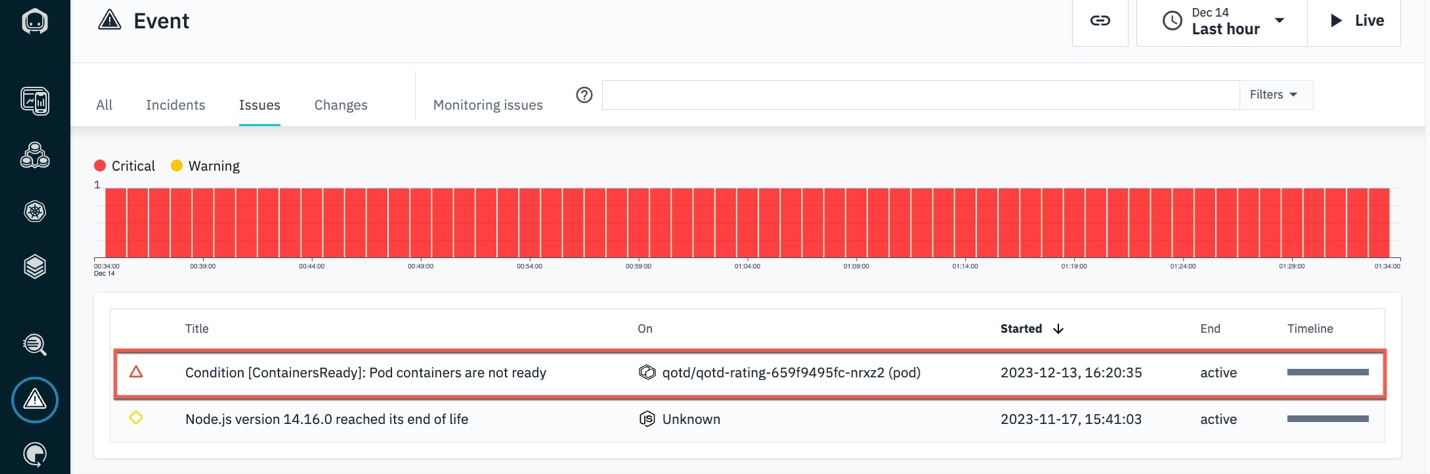 Event
Dec 14
Last hour
Live
All Incidents Issues Changes Monitoring issues
Filters
Critical Warning
1
00:34:00 00:39:00 00:44:00 00:49:00 00:54:00 00:59:00 01:04:00 01:09:00 01:14:00 01:19:00 01:24:00 01:29:00 01:34:00
Dec 14
Title On Started End Timeline
Condition [ContainersReady]: Pod containers are not ready qotd/qotd-rating-659f9495fc-nrxz2 (pod) 2023-12-13, 16:20:35 active
Node.js version 14.16.0 reached its end of life Unknown 2023-11-17, 15:41:03 active